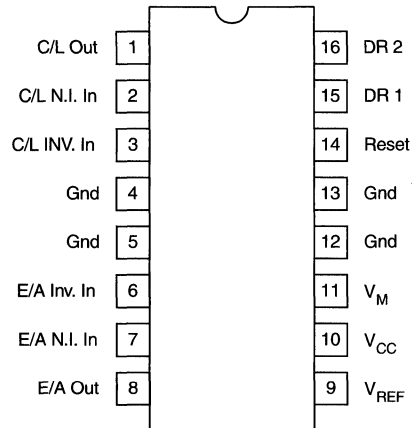 C/L Out 1 16 DR 2
C/L N.I. In 2 15 DR 1
C/L INV. In 3 14 Reset
Gnd 4 13 Gnd
Gnd 5 12 Gnd
E/A Inv. In 6 11 VM
E/A N.I. In 7 10 VCC
E/A Out 8 9 VREF